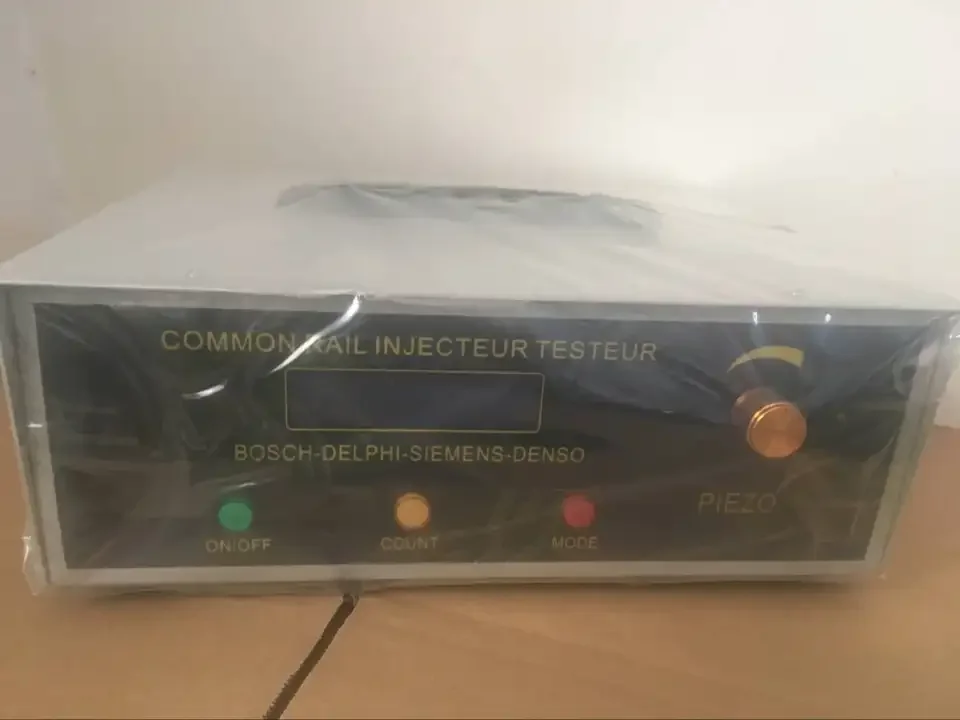 COMMON RAIL INJECTEUR TESTEUR
BOSCH-DELPHI-SIEMENS-DENSO
PIEZO
ON/OFF COUNT MODE